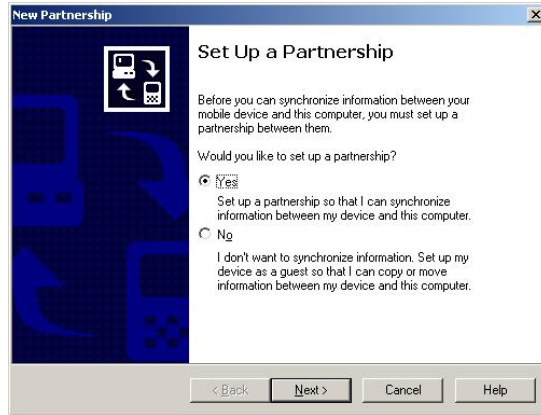 New Partnership
Set Up a Partnership
Before you can synchronize information between your
mobile device and this computer, you must set up a
partnership between them.
Would you like to set up a partnership?
Yes
Set up a partnership so that I can synchronize
information between my device and this computer.
No
I don't want to synchronize information. Set up my
device as a guest so that I can copy or move
information between my device and this computer.
< Back
Next >
Cancel
Help